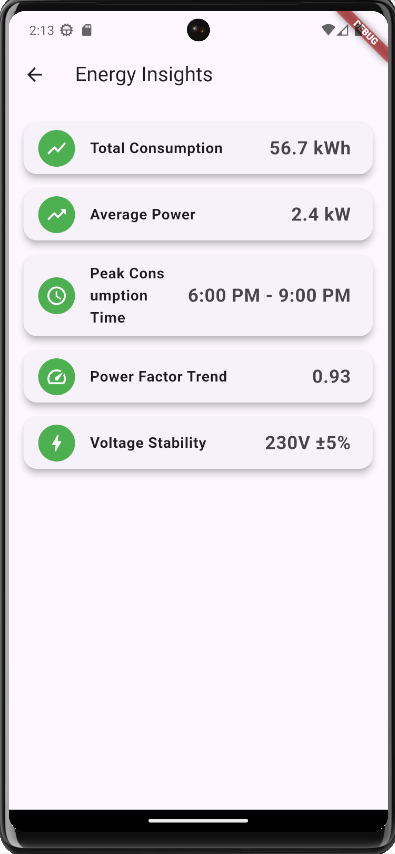 2:13
DEBUG
Energy Insights
Total Consumption 56.7 kWh
Average Power 2.4 kW
Peak Cons
umption 6:00 PM - 9:00 PM
Time
Power Factor Trend 0.93
Voltage Stability 230V ±5%